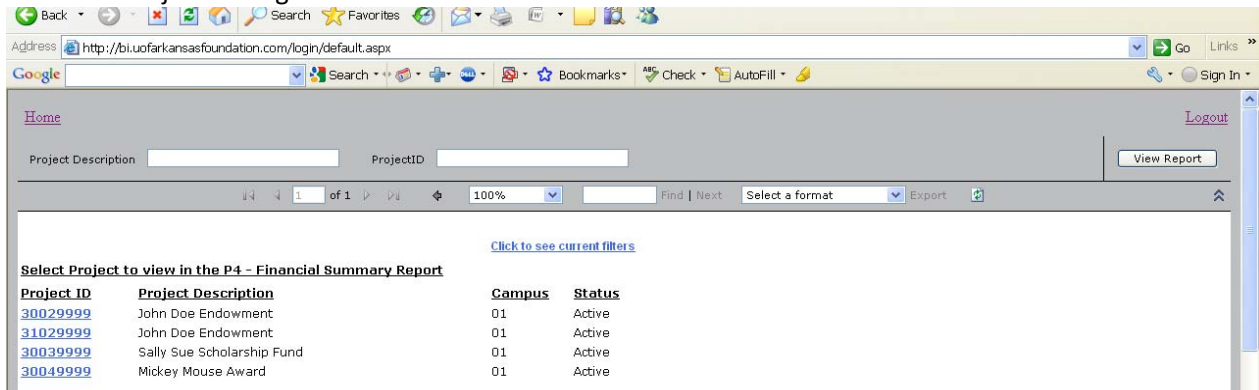 Back Search Favorites
Address http://bi.uofarkansasfoundation.com/login/default.aspx Go Links »
Google Search Bookmarks ABC Check AutoFill Sign In
Home Logout
Project Description ProjectID View Report
1 of 1 100% Find | Next Select a format Export
Click to see current filters
Select Project to view in the P4 - Financial Summary Report
Project ID Project Description Campus Status
30029999 John Doe Endowment 01 Active
31029999 John Doe Endowment 01 Active
30039999 Sally Sue Scholarship Fund 01 Active
30049999 Mickey Mouse Award 01 Active